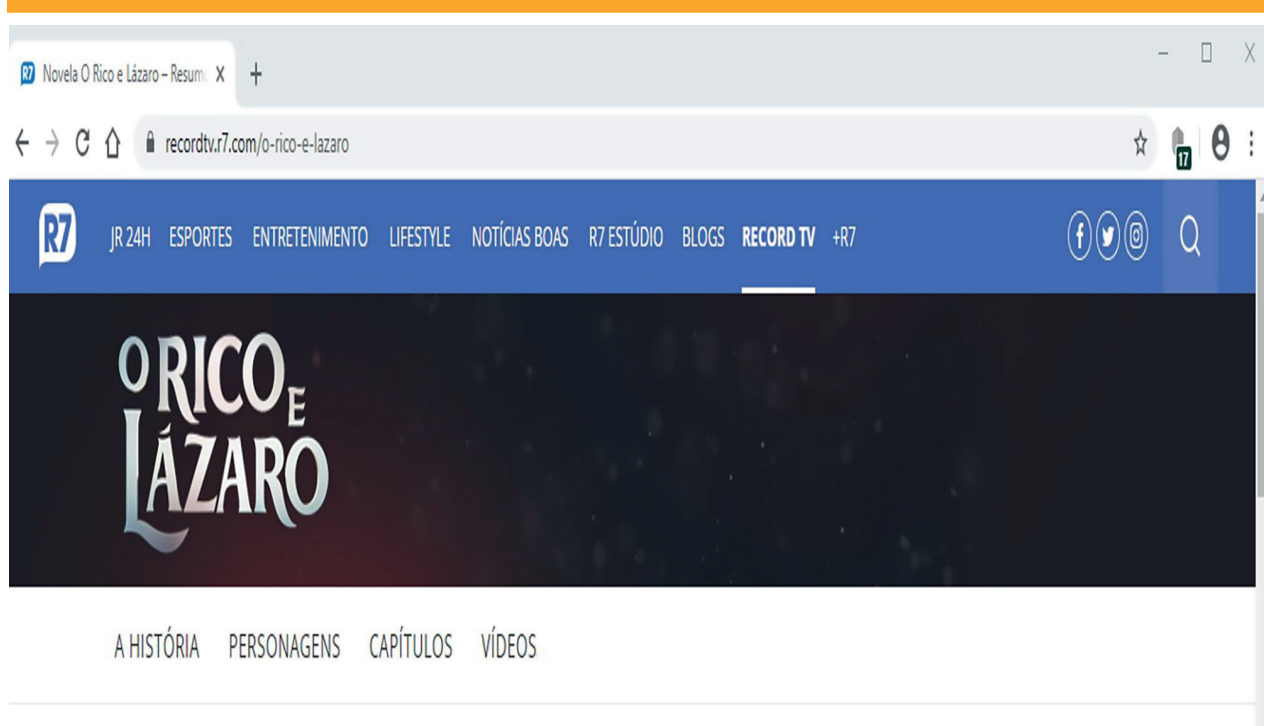 R7 Novela O Rico e Lázaro – Resum
recordtv.r7.com/o-rico-e-lazaro
17
R7 JR 24H ESPORTES ENTRETENIMENTO LIFESTYLE NOTÍCIAS BOAS R7 ESTÚDIO BLOGS RECORD TV +R7
O RICO E
LÁZARO
A HISTÓRIA PERSONAGENS CAPÍTULOS VÍDEOS